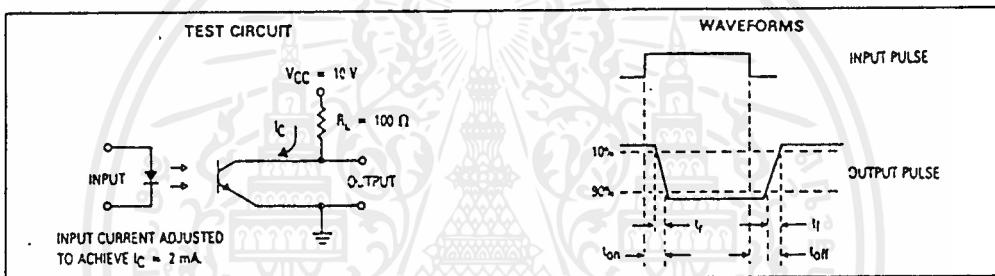 TEST CIRCUIT
VCC = 10 V
IC
RL = 100 Ω
INPUT
OUTPUT
INPUT CURRENT ADJUSTED
TO ACHIEVE IC = 2 mA.
WAVEFORMS
INPUT PULSE
10%
OUTPUT PULSE
90%
tr
tf
ton
toff